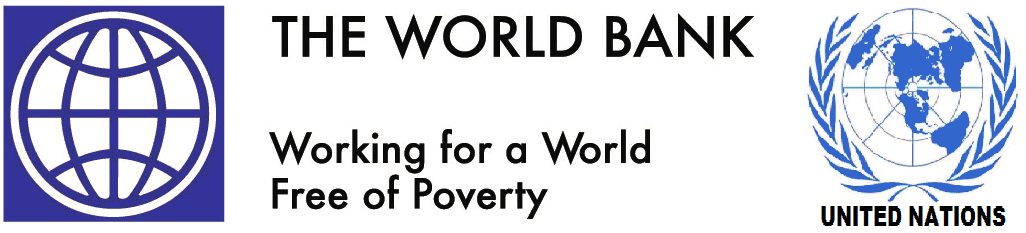 THE WORLD BANK
Working for a World
Free of Poverty
UNITED NATIONS